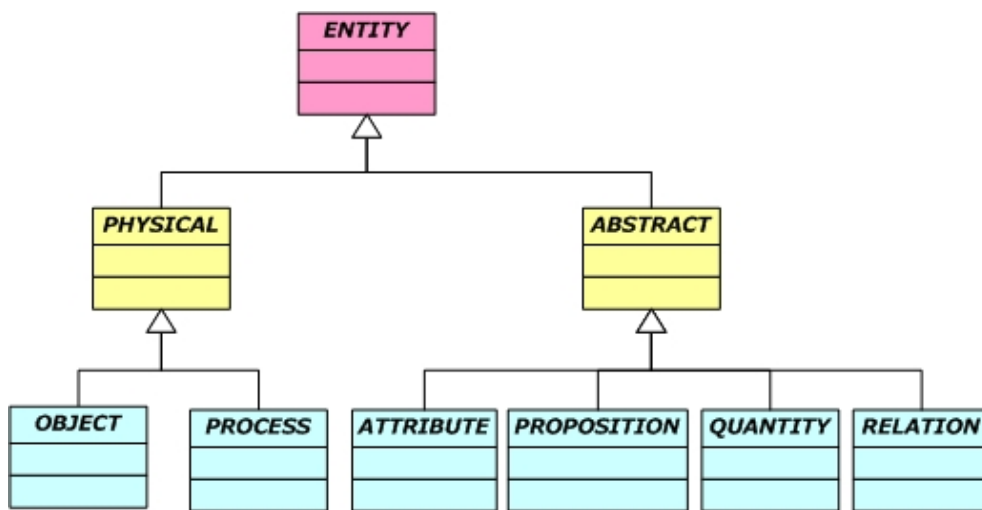 ENTITY
PHYSICAL
ABSTRACT
OBJECT
PROCESS
ATTRIBUTE
PROPOSITION
QUANTITY
RELATION